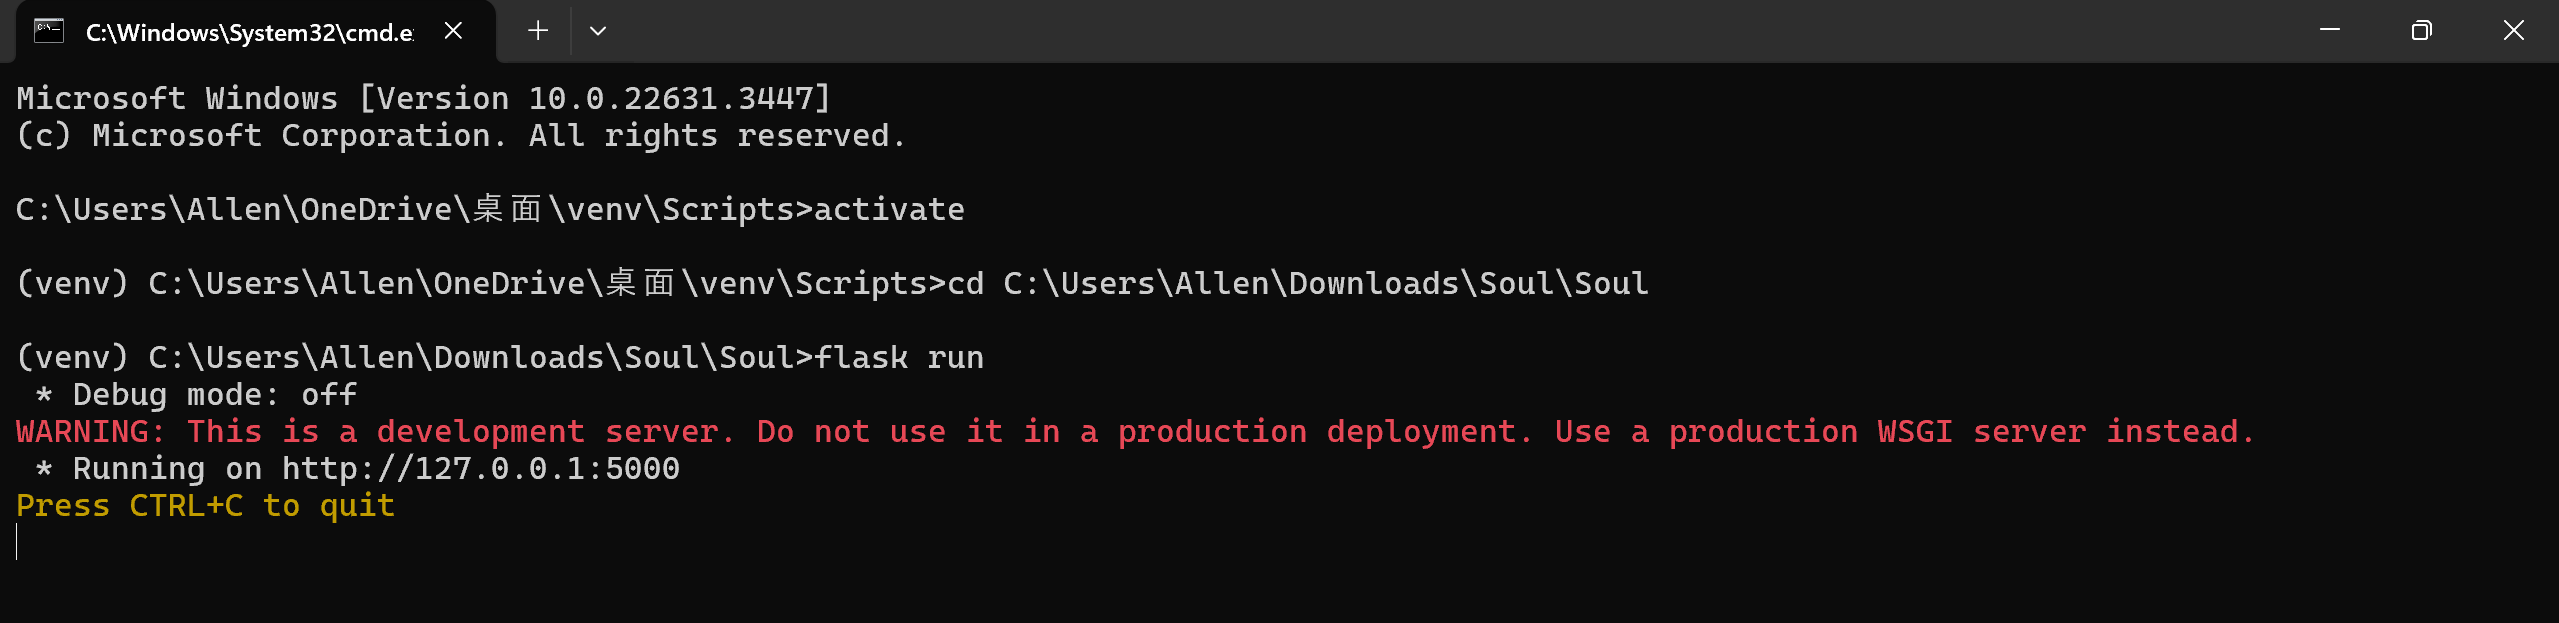 C:\Windows\System32\cmd.e
Microsoft Windows [Version 10.0.22631.3447]
(c) Microsoft Corporation. All rights reserved.
C:\Users\Allen\OneDrive\桌面\venv\Scripts>activate
(venv) C:\Users\Allen\OneDrive\桌面\venv\Scripts>cd C:\Users\Allen\Downloads\Soul\Soul
(venv) C:\Users\Allen\Downloads\Soul\Soul>flask run
 * Debug mode: off
WARNING: This is a development server. Do not use it in a production deployment. Use a production WSGI server instead.
 * Running on http://127.0.0.1:5000
Press CTRL+C to quit